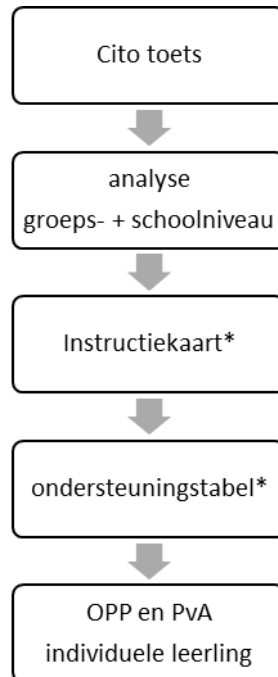 Cito toets
analyse
groeps- + schoolniveau
Instructiekaart*
ondersteuningstabel*
OPP en PvA
individuele leerling